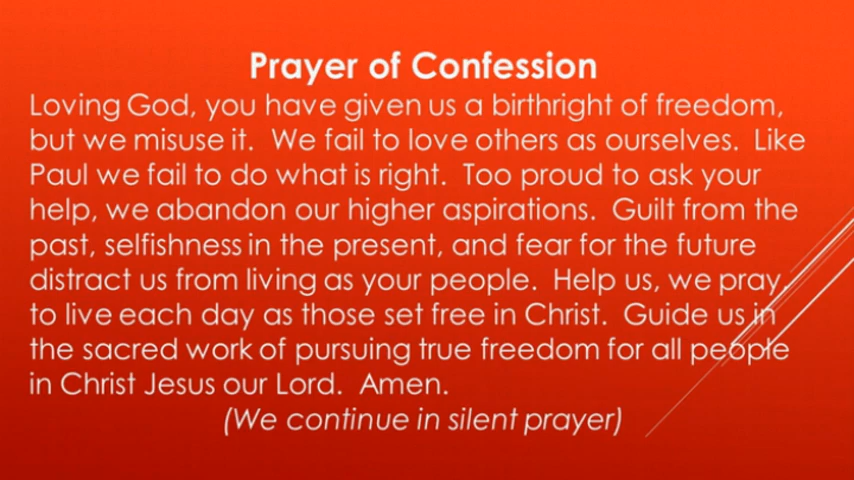 Prayer of Confession
Loving God, you have given us a birthright of freedom,
but we misuse it.  We fail to love others as ourselves.  Like
Paul we fail to do what is right.  Too proud to ask your
help, we abandon our higher aspirations.  Guilt from the
past, selfishness in the present, and fear for the future
distract us from living as your people.  Help us, we pray,
to live each day as those set free in Christ.  Guide us in
the sacred work of pursuing true freedom for all people
in Christ Jesus our Lord.  Amen.
(We continue in silent prayer)